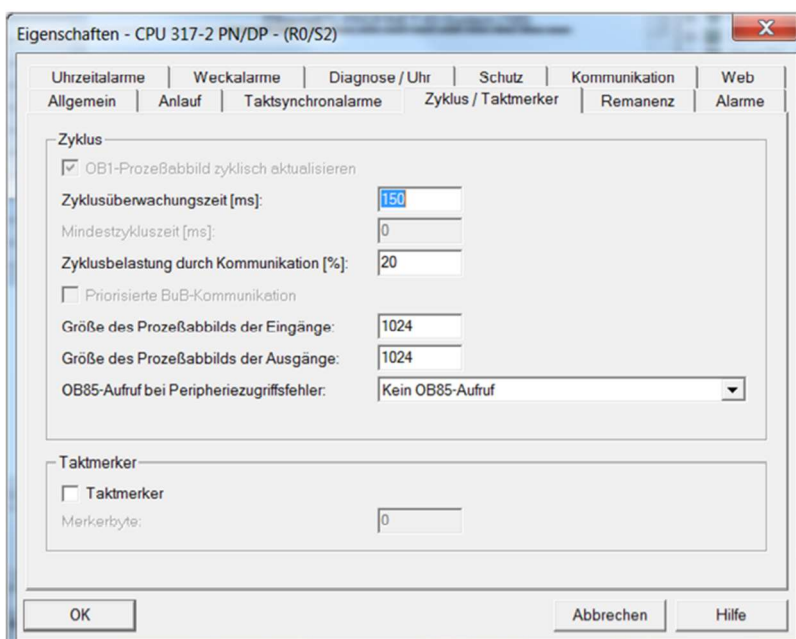 Eigenschaften - CPU 317-2 PN/DP - (R0/S2)
Uhrzeitalarme Weckalarme Diagnose / Uhr Schutz Kommunikation Web
Allgemein Anlauf Taktsynchronalarme Zyklus / Taktmerker Remanenz Alarme
Zyklus
OB1-Prozeßabbild zyklisch aktualisieren
Zyklusüberwachungszeit [ms]: 150
Mindestzykluszeit [ms]: 0
Zyklusbelastung durch Kommunikation [%]: 20
Priorisierte BuB-Kommunikation
Größe des Prozeßabbilds der Eingänge: 1024
Größe des Prozeßabbilds der Ausgänge: 1024
OB85-Aufruf bei Peripheriezugriffsfehler: Kein OB85-Aufruf
Taktmerker
Taktmerker
Merkerbyte: 0
OK Abbrechen Hilfe